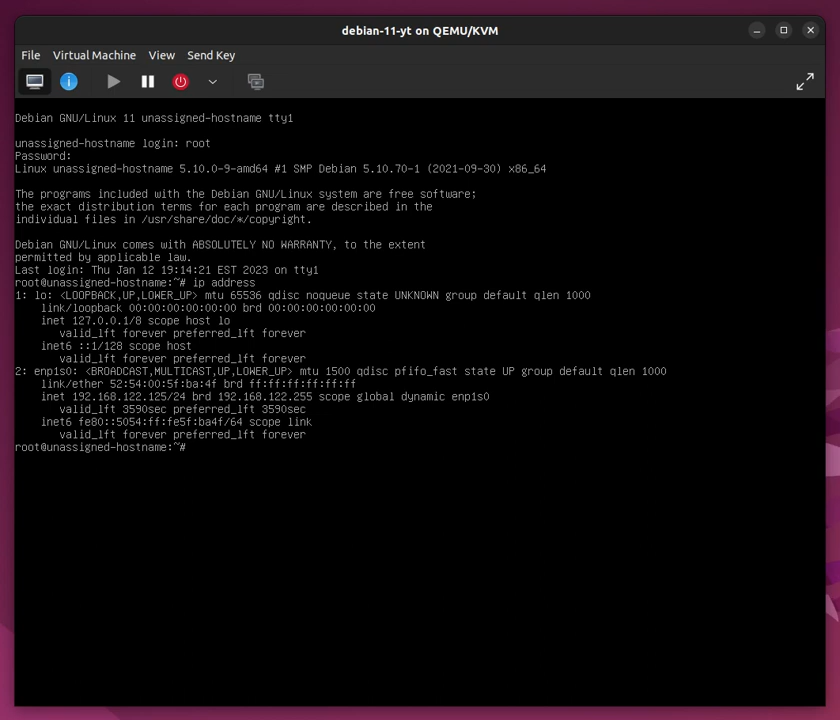 debian-11-yt on QEMU/KVM
File Virtual Machine View Send Key
Debian GNU/Linux 11 unassigned-hostname tty1
unassigned-hostname login: root
Password:
Linux unassigned-hostname 5.10.0-9-amd64 #1 SMP Debian 5.10.70-1 (2021-09-30) x86_64
The programs included with the Debian GNU/Linux system are free software;
the exact distribution terms for each program are described in the
individual files in /usr/share/doc/*/copyright.
Debian GNU/Linux comes with ABSOLUTELY NO WARRANTY, to the extent
permitted by applicable law.
Last login: Thu Jan 12 19:14:21 EST 2023 on tty1
root@unassigned-hostname:~# ip address
1: lo: <LOOPBACK,UP,LOWER_UP> mtu 65536 qdisc noqueue state UNKNOWN group default qlen 1000
    link/loopback 00:00:00:00:00:00 brd 00:00:00:00:00:00
    inet 127.0.0.1/8 scope host lo
       valid_lft forever preferred_lft forever
    inet6 ::1/128 scope host
       valid_lft forever preferred_lft forever
2: enp1s0: <BROADCAST,MULTICAST,UP,LOWER_UP> mtu 1500 qdisc pfifo_fast state UP group default qlen 1000
    link/ether 52:54:00:5f:ba:4f brd ff:ff:ff:ff:ff:ff
    inet 192.168.122.125/24 brd 192.168.122.255 scope global dynamic enp1s0
       valid_lft 3590sec preferred_lft 3590sec
    inet6 fe80::5054:ff:fe5f:ba4f/64 scope link
       valid_lft forever preferred_lft forever
root@unassigned-hostname:~#